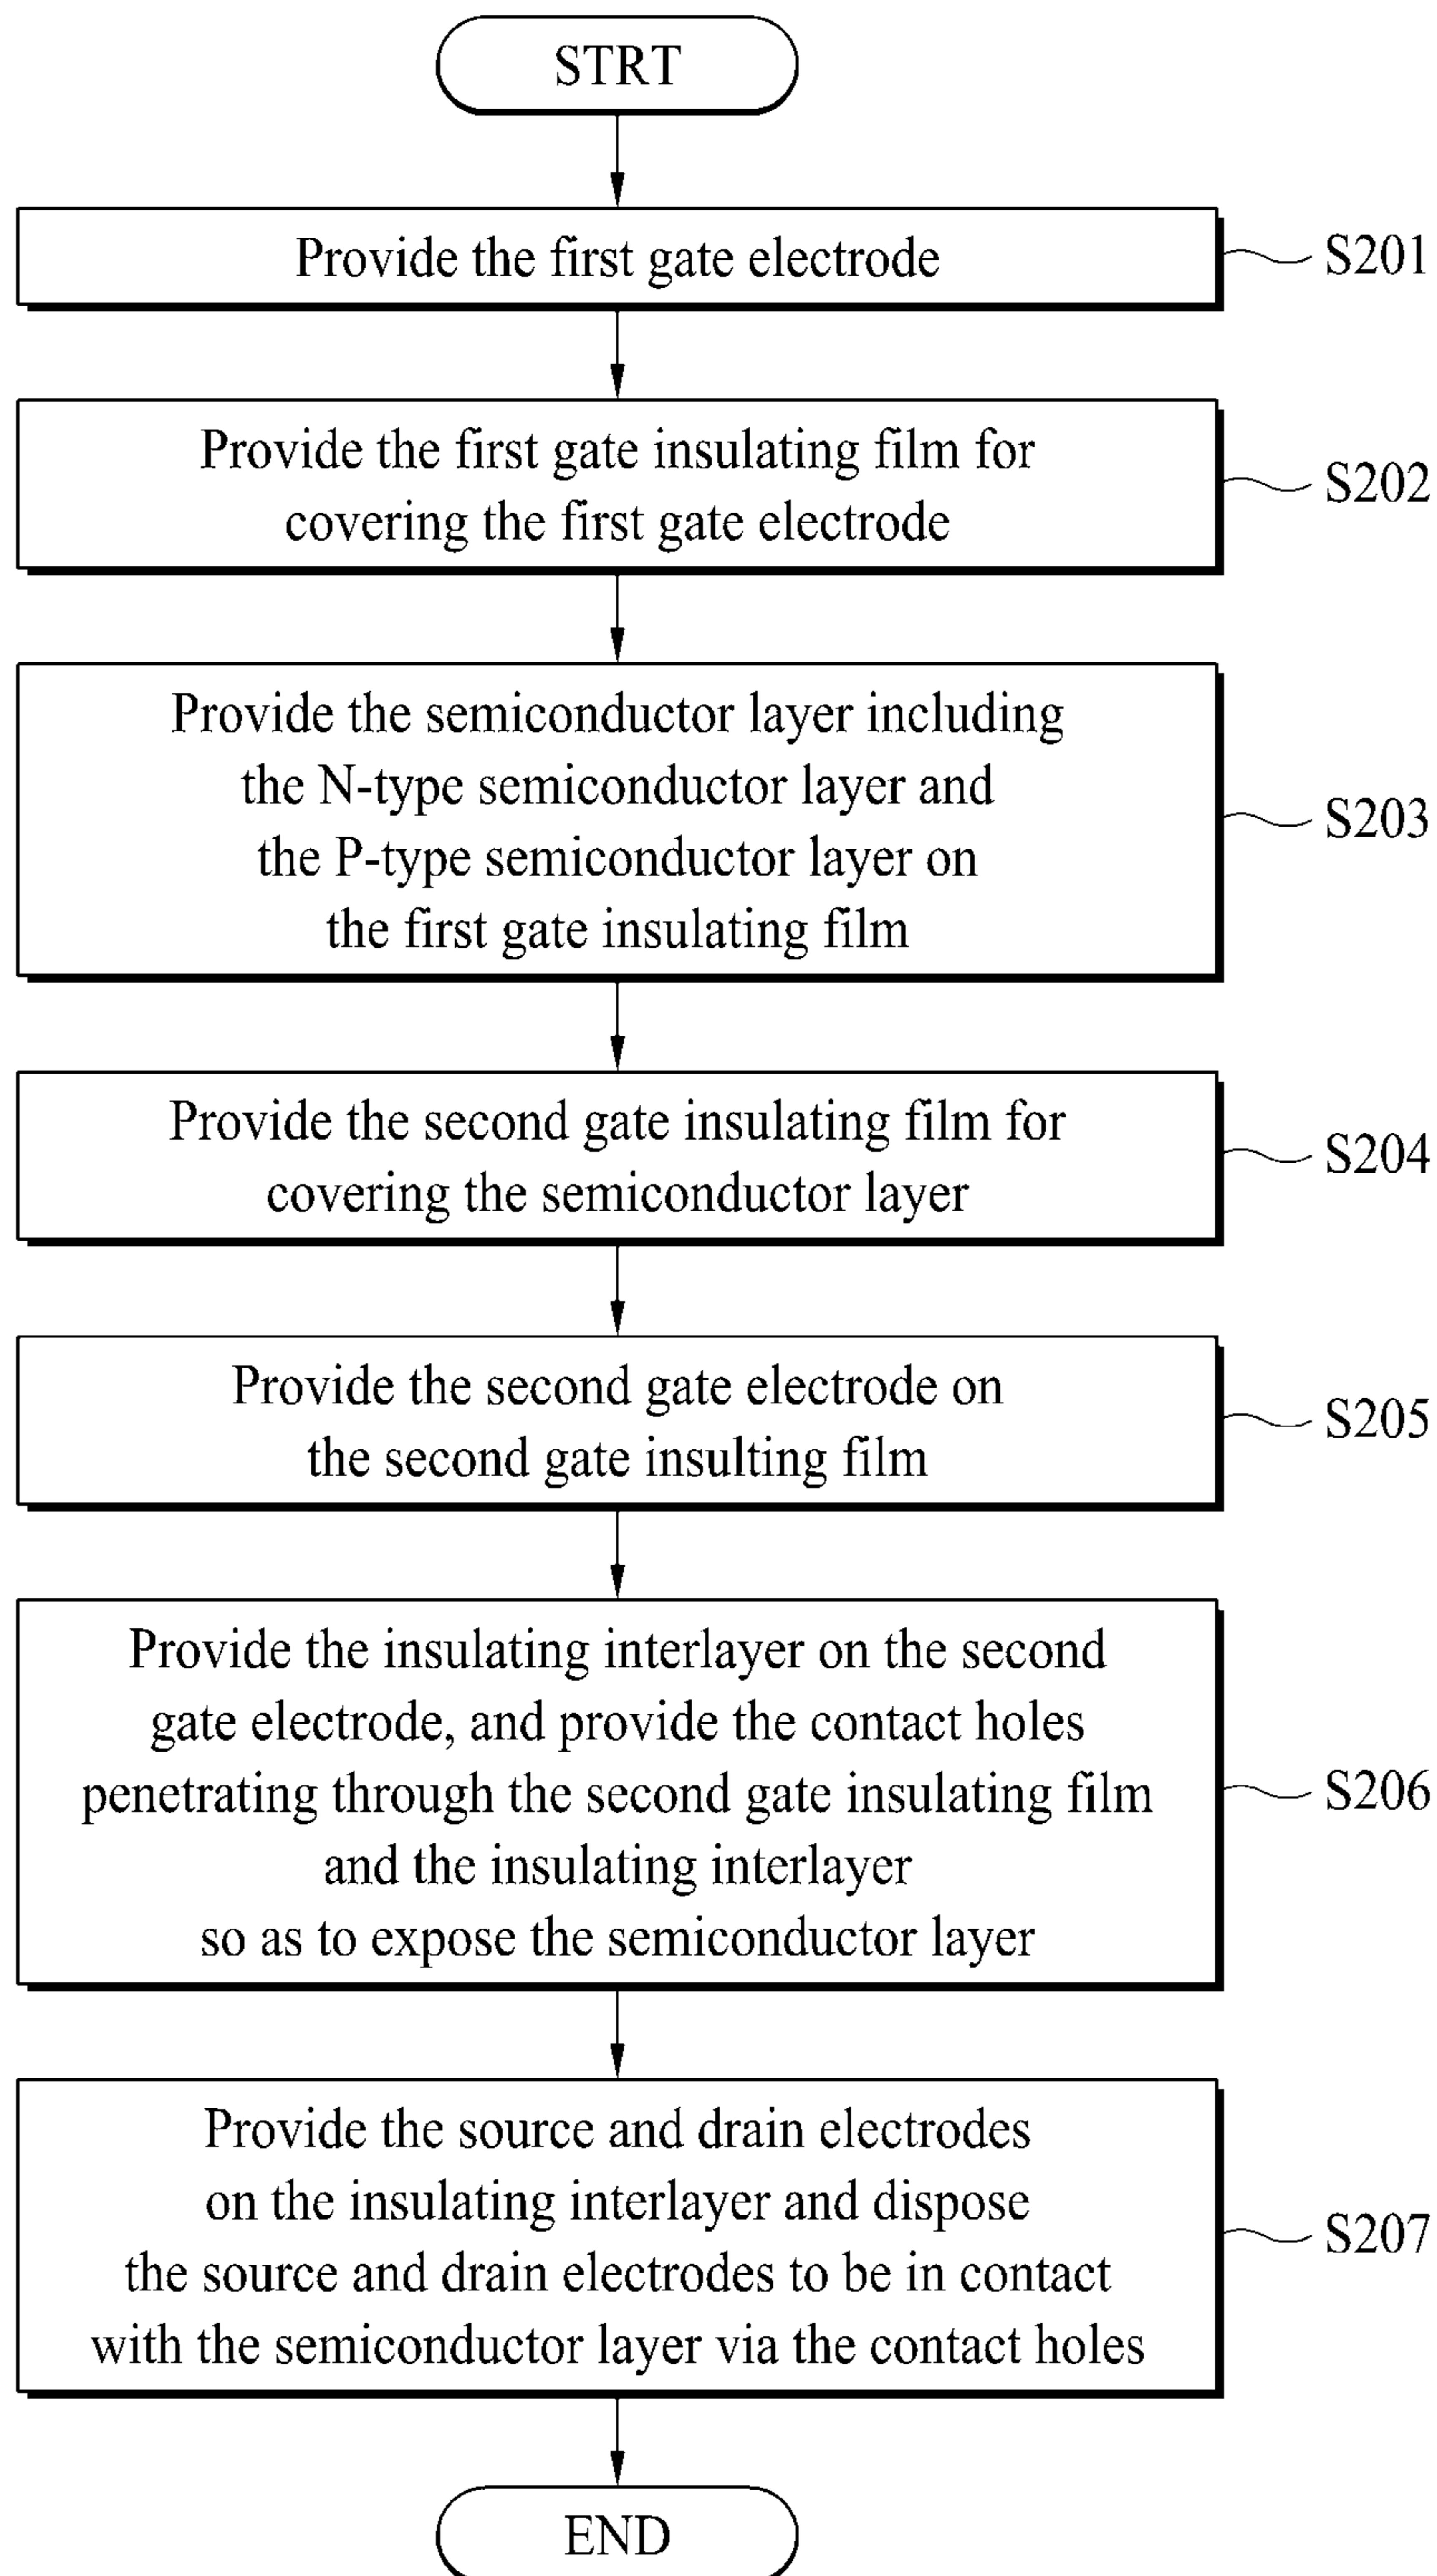 STRT
Provide the first gate electrode
S201
Provide the first gate insulating film for
covering the first gate electrode
S202
Provide the semiconductor layer including
the N-type semiconductor layer and
the P-type semiconductor layer on
the first gate insulating film
S203
Provide the second gate insulating film for
covering the semiconductor layer
S204
Provide the second gate electrode on
the second gate insulting film
S205
Provide the insulating interlayer on the second
gate electrode, and provide the contact holes
penetrating through the second gate insulating film
and the insulating interlayer
so as to expose the semiconductor layer
S206
Provide the source and drain electrodes
on the insulating interlayer and dispose
the source and drain electrodes to be in contact
with the semiconductor layer via the contact holes
S207
END